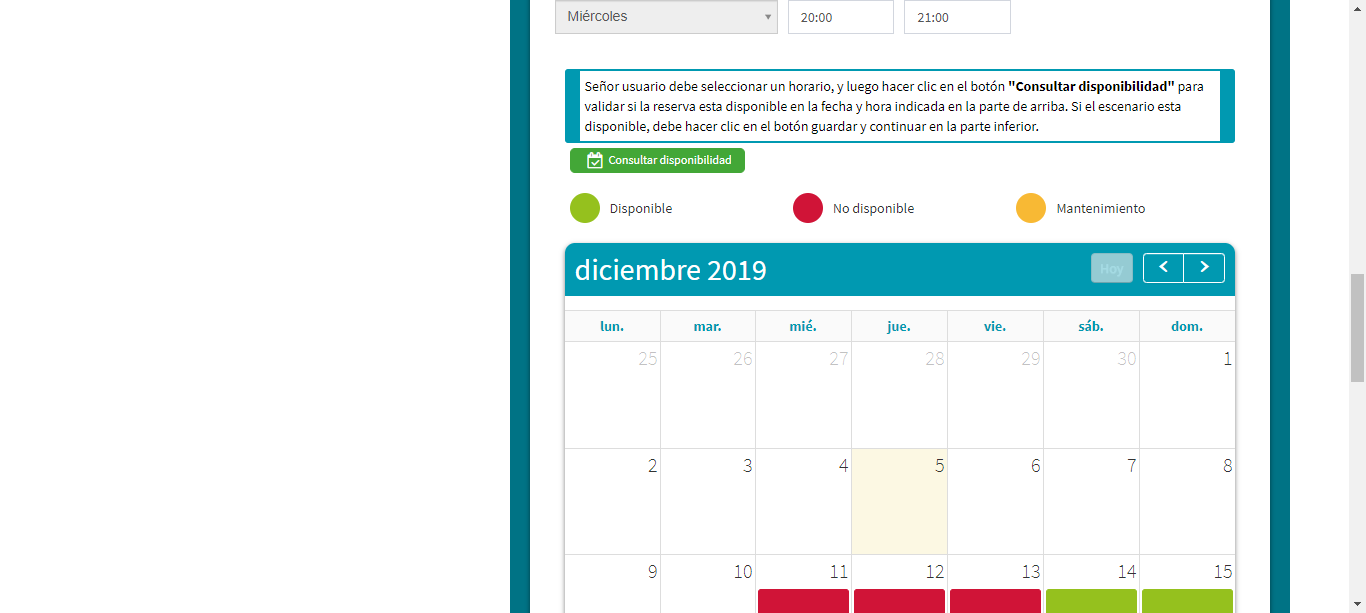 Miércoles 20:00 21:00
Señor usuario debe seleccionar un horario, y luego hacer clic en el botón "Consultar disponibilidad" para
validar si la reserva esta disponible en la fecha y hora indicada en la parte de arriba. Si el escenario esta
disponible, debe hacer clic en el botón guardar y continuar en la parte inferior.
Consultar disponibilidad
Disponible No disponible Mantenimiento
diciembre 2019 Hoy
lun. mar. mié. jue. vie. sáb. dom.
25 26 27 28 29 30 1
2 3 4 5 6 7 8
9 10 11 12 13 14 15